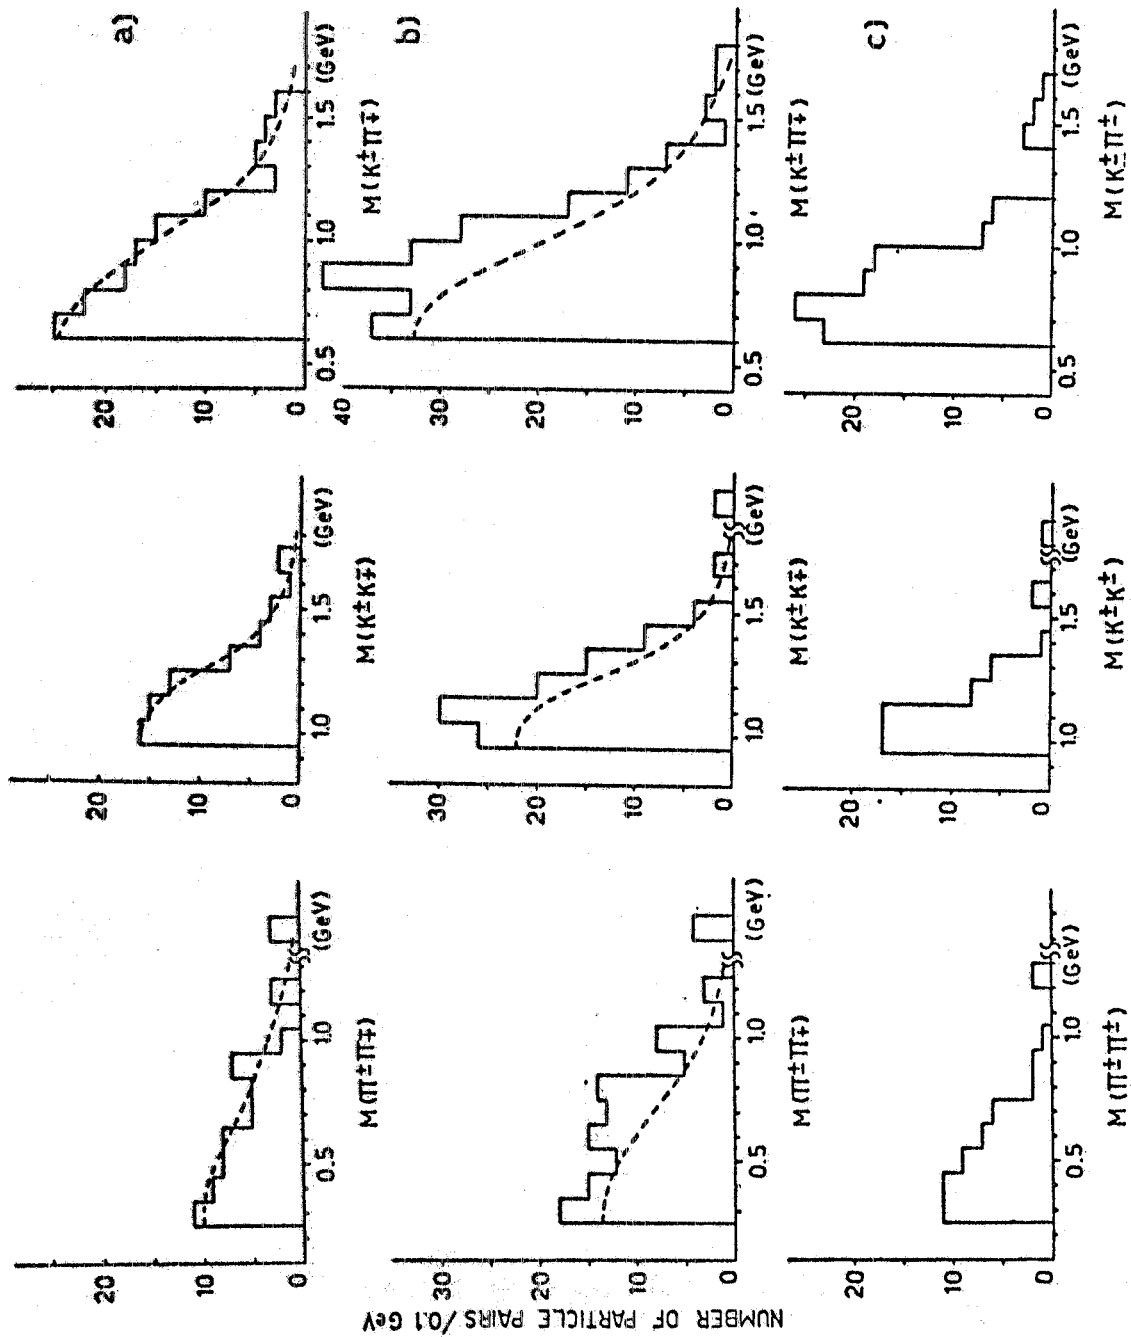 a)
20
10
0
0.5
1.0
(GeV)
M(Π±Π∓)
20
10
0
1.0
1.5
(GeV)
M(K±K∓)
20
10
0
0.5
1.0
1.5
(GeV)
M(K±Π∓)
NUMBER OF PARTICLE PAIRS/0.1 GeV
b)
30
20
10
0
0.5
1.0
(GeV)
M(Π±Π∓)
30
20
10
0
1.0
1.5
(GeV)
M(K±K∓)
40
30
20
10
0
0.5
1.0
1.5 (GeV)
M(K±Π∓)
c)
20
10
0
0.5
1.0
(GeV)
M(Π±Π±)
20
10
0
1.0
1.5
(GeV)
M(K±K±)
20
10
0
0.5
1.0
1.5
(GeV)
M(K±Π±)